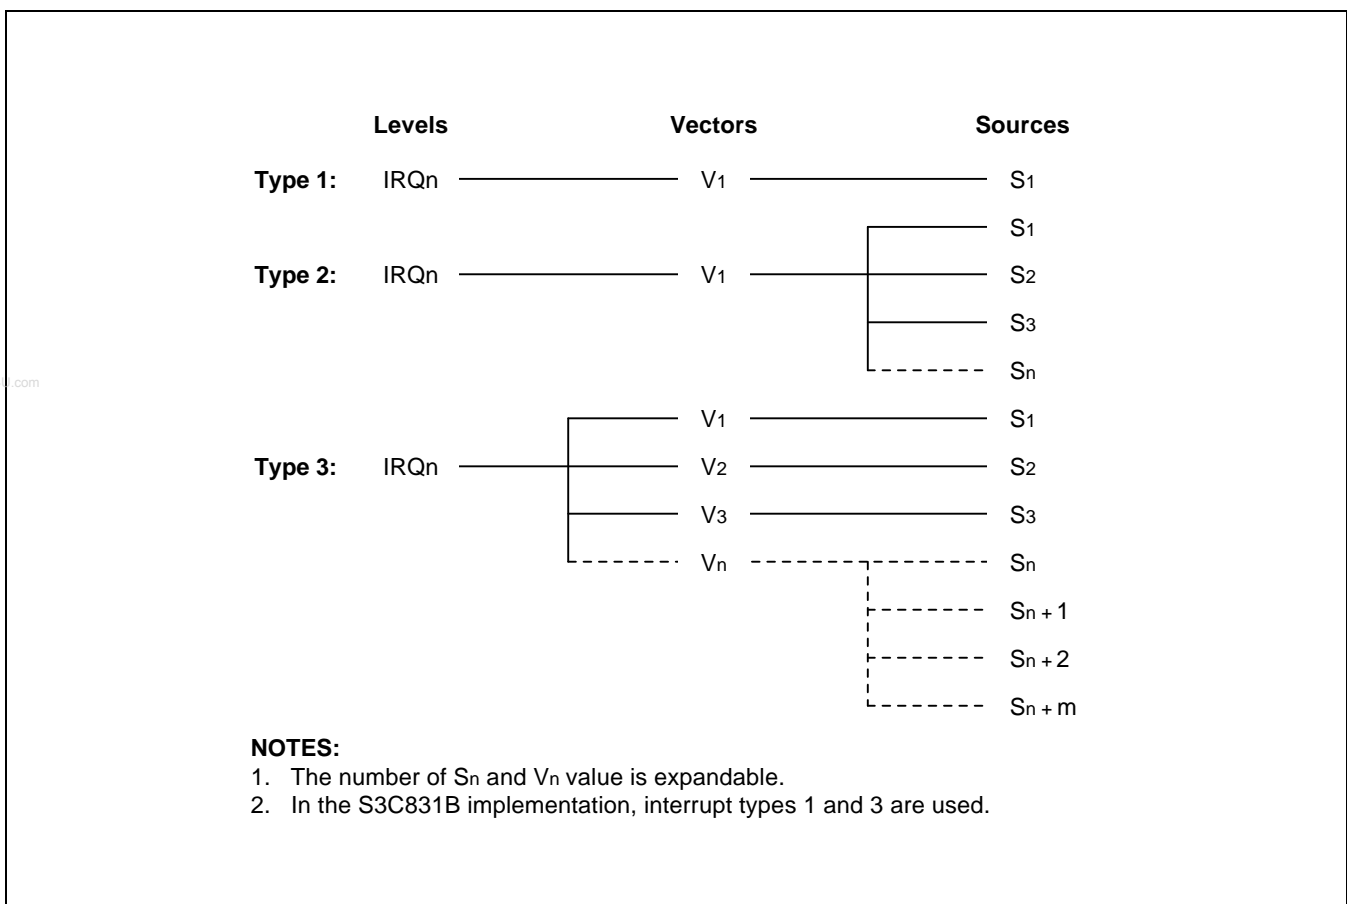 Levels Vectors Sources
Type 1: IRQn V1 S1
S1
Type 2: IRQn V1 S2
S3
Sn
U.com
V1 S1
Type 3: IRQn V2 S2
V3 S3
Vn Sn
Sn + 1
Sn + 2
Sn + m
NOTES:
1. The number of Sn and Vn value is expandable.
2. In the S3C831B implementation, interrupt types 1 and 3 are used.